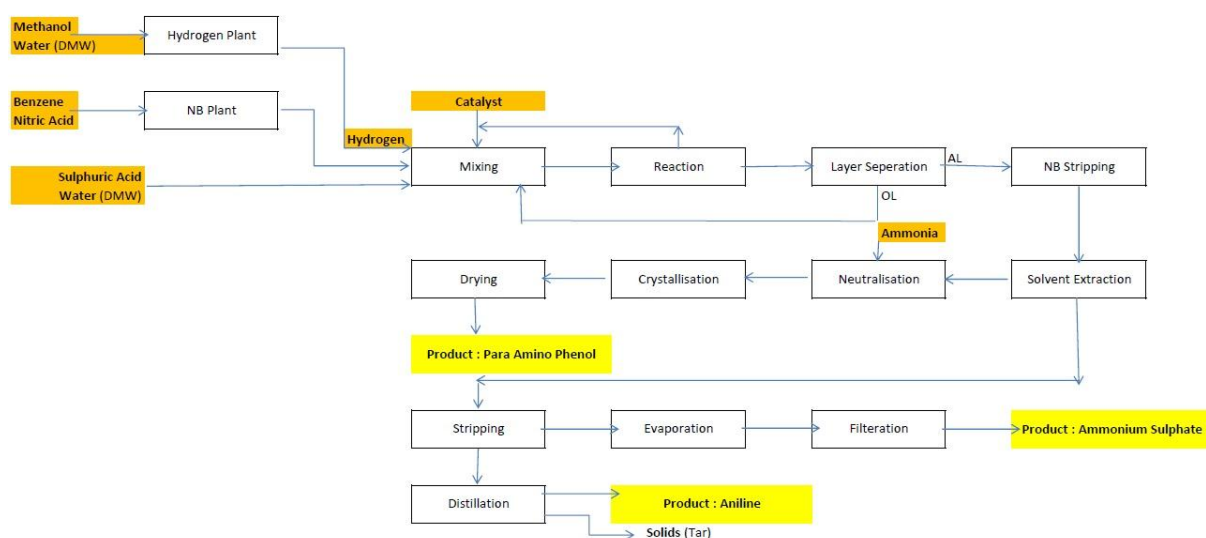 Methanol
Water (DMW)
Hydrogen Plant
Benzene
Nitric Acid
NB Plant
Catalyst
Hydrogen
Mixing
Reaction
Layer Seperation
AL
NB Stripping
Sulphuric Acid
Water (DMW)
OL
Ammonia
Drying
Crystallisation
Neutralisation
Solvent Extraction
Product : Para Amino Phenol
Stripping
Evaporation
Filteration
Product : Ammonium Sulphate
Distillation
Product : Aniline
Solids (Tar)